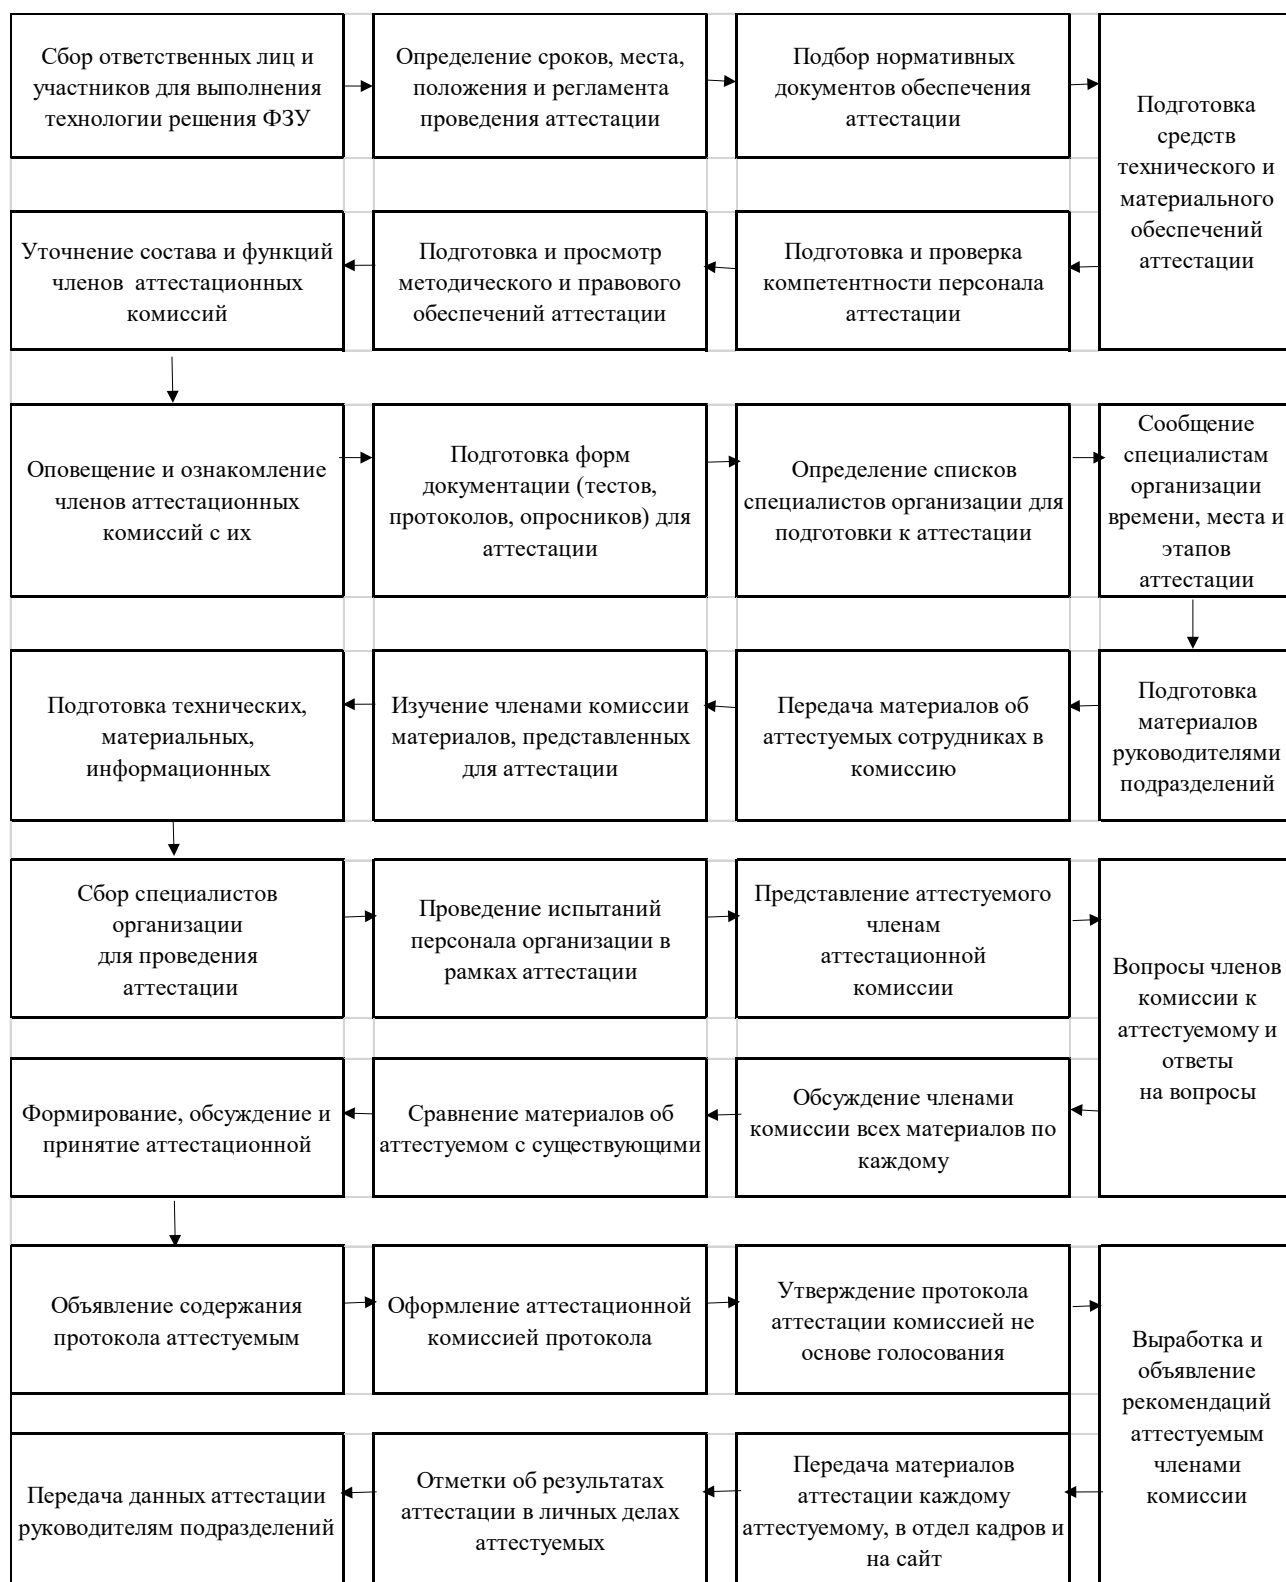 Сбор ответственных лиц и
участников для выполнения
технологии решения ФЗУ
Определение сроков, места,
положения и регламента
проведения аттестации
Подбор нормативных
документов обеспечения
аттестации
Подготовка
средств
технического и
материального
обеспечений
аттестации
Подготовка и проверка
компетентности персонала
аттестации
Подготовка и просмотр
методического и правового
обеспечений аттестации
Уточнение состава и функций
членов аттестационных
комиссий
Оповещение и ознакомление
членов аттестационных
комиссий с их
Подготовка форм
документации (тестов,
протоколов, опросников) для
аттестации
Определение списков
специалистов организации для
подготовки к аттестации
Сообщение
специалистам
организации
времени, места и
этапов
аттестации
Подготовка
материалов
руководителями
подразделений
Передача материалов об
аттестуемых сотрудниках в
комиссию
Изучение членами комиссии
материалов, представленных
для аттестации
Подготовка технических,
материальных,
информационных
Сбор специалистов
организации
для проведения
аттестации
Проведение испытаний
персонала организации в
рамках аттестации
Представление аттестуемого
членам
аттестационной
комиссии
Вопросы членов
комиссии к
аттестуемому и
ответы
на вопросы
Обсуждение членами
комиссии всех материалов по
каждому
Сравнение материалов об
аттестуемом с существующими
Формирование, обсуждение и
принятие аттестационной
Объявление содержания
протокола аттестуемым
Оформление аттестационной
комиссией протокола
Утверждение протокола
аттестации комиссией не
основе голосования
Выработка и
объявление
рекомендаций
аттестуемым
членами
комиссии
Передача материалов
аттестации каждому
аттестуемому, в отдел кадров и
на сайт
Отметки об результатах
аттестации в личных делах
аттестуемых
Передача данных аттестации
руководителям подразделений